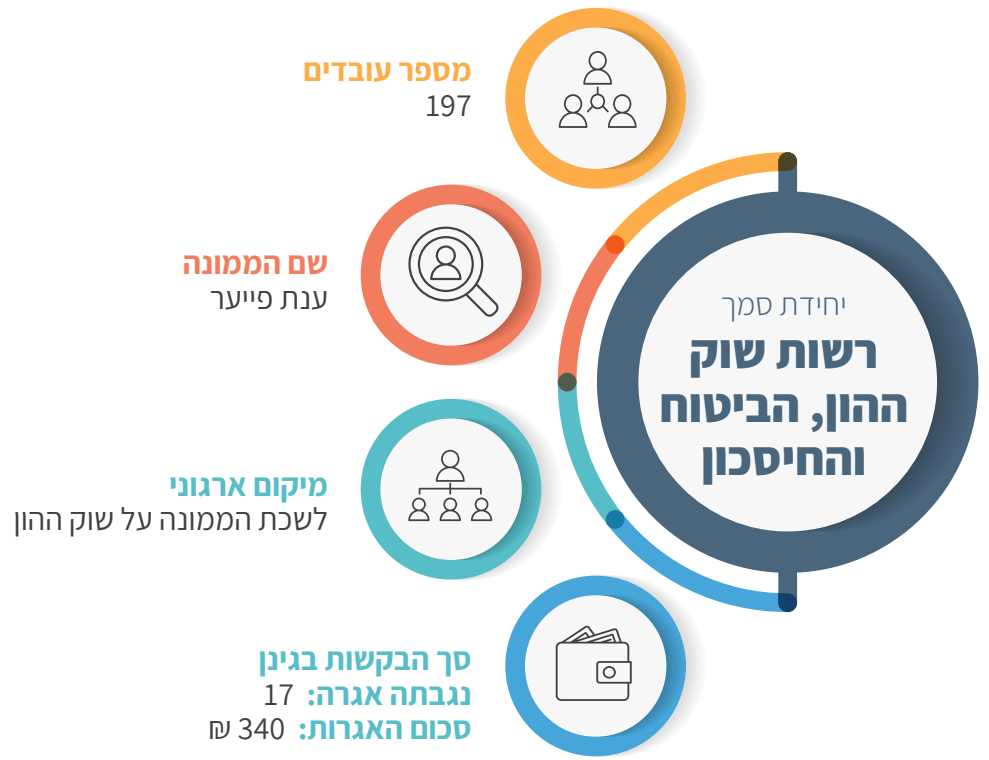 יחידת סמך
רשות שוק
ההון, הביטוח
והחיסכון
מספר עובדים
197
שם הממונה
ענת פייער
מיקום ארגוני
לשכת הממונה על שוק ההון
סך הבקשות בגינן
נגבתה אגרה: 17
סכום האגרות: 340 ₪